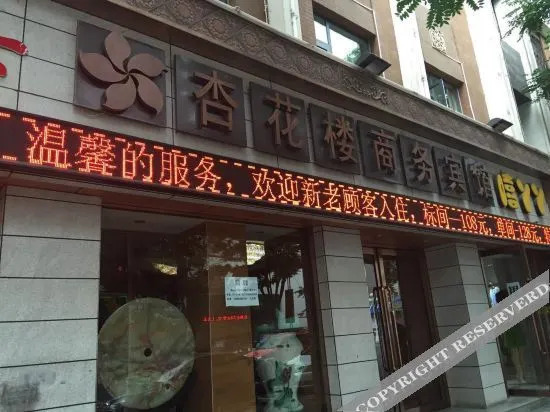 杏花楼商务宾馆
温馨的服务，欢迎新老顾客入住，标间—108元，单间—138元，
COPYRIGHT RESERVED